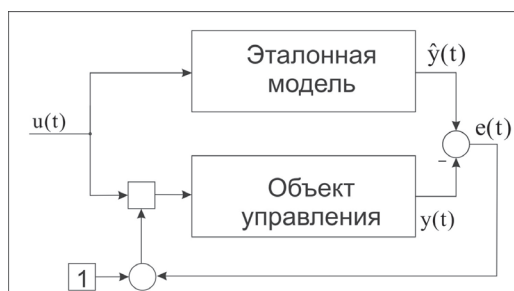 Эталонная
модель
ŷ(t)
u(t)
e(t)
-
Объект
управления
y(t)
1